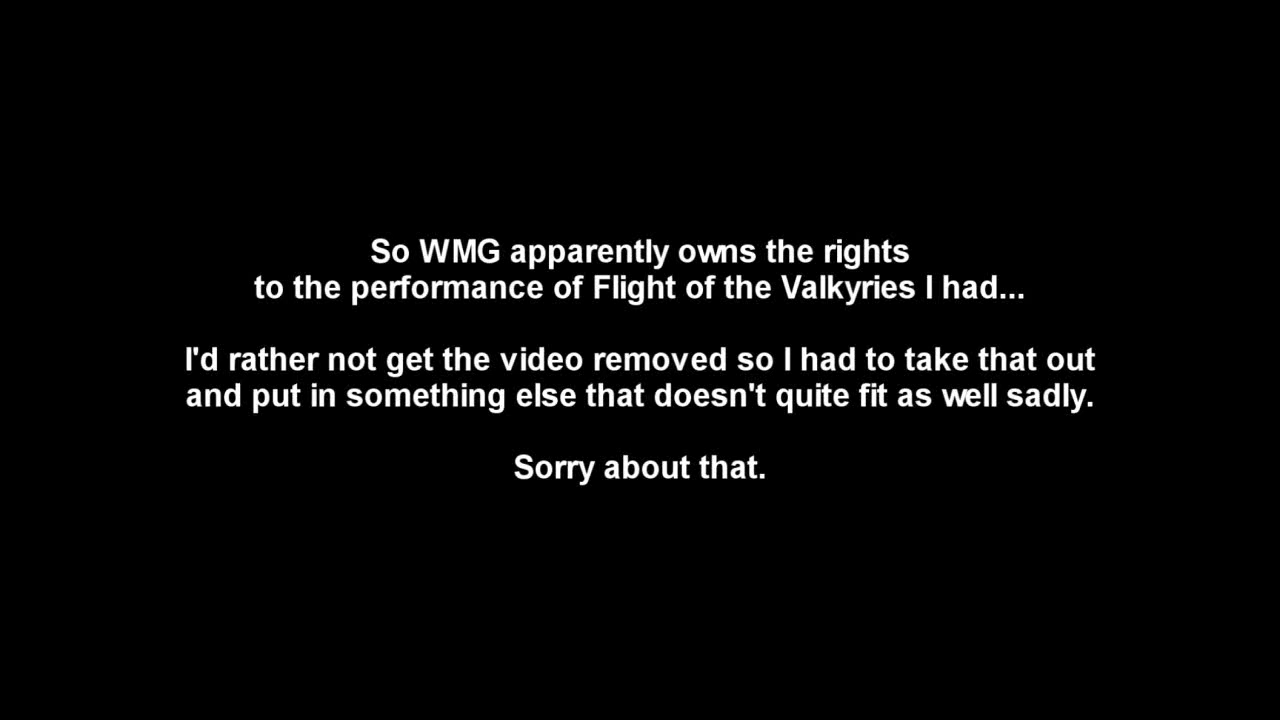 So WMG apparently owns the rights
to the performance of Flight of the Valkyries I had...
I'd rather not get the video removed so I had to take that out
and put in something else that doesn't quite fit as well sadly.
Sorry about that.